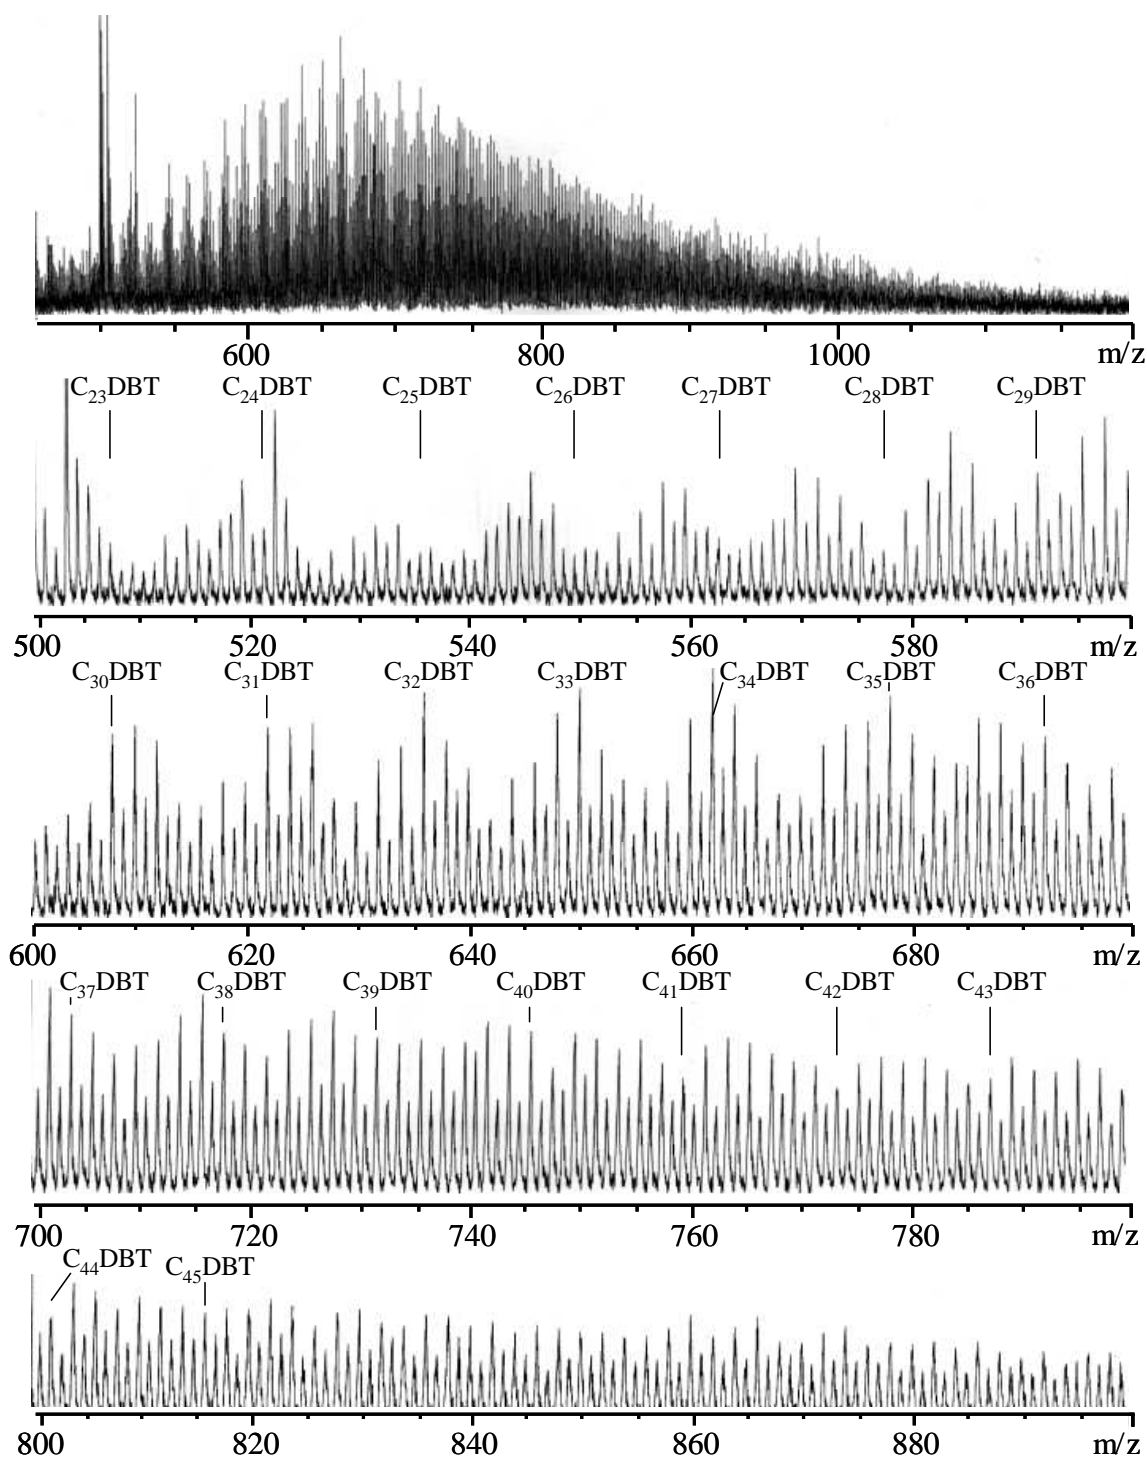 600 800 1000 m/z
C₂₃DBT C₂₄DBT C₂₅DBT C₂₆DBT C₂₇DBT C₂₈DBT C₂₉DBT
500 520 540 560 580 m/z
C₃₀DBT C₃₁DBT C₃₂DBT C₃₃DBT C₃₄DBT C₃₅DBT C₃₆DBT
600 620 640 660 680 m/z
C₃₇DBT C₃₈DBT C₃₉DBT C₄₀DBT C₄₁DBT C₄₂DBT C₄₃DBT
700 720 740 760 780 m/z
C₄₄DBT C₄₅DBT
800 820 840 860 880 m/z